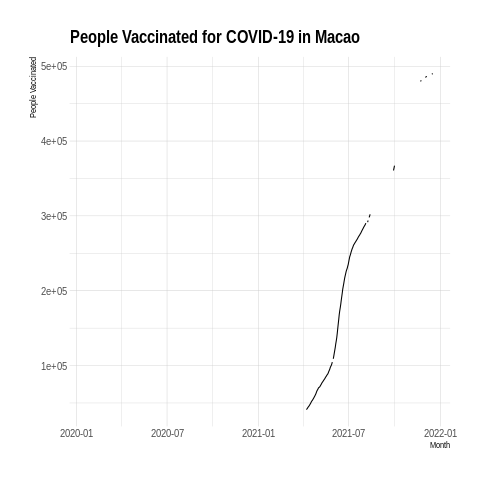 People Vaccinated for COVID-19 in Macao
People Vaccinated
5e+05
4e+05
3e+05
2e+05
1e+05
2020-01 2020-07 2021-01 2021-07 2022-01
Month